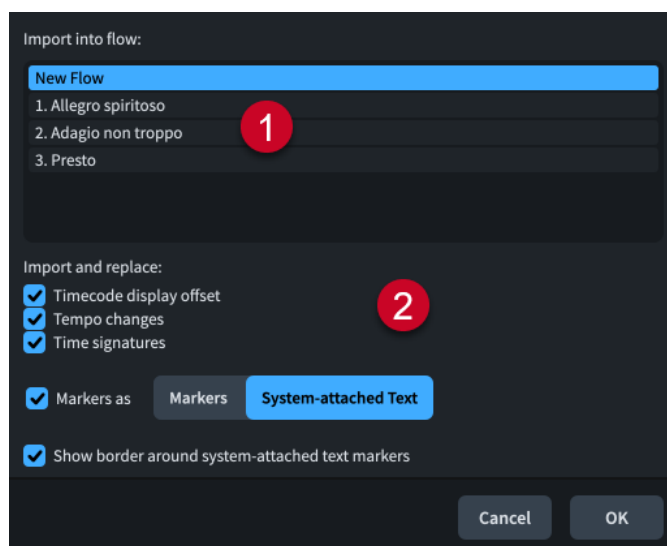 Import into flow:
New Flow
1. Allegro spiritoso
1
2. Adagio non troppo
3. Presto
Import and replace:
Timecode display offset
2
Tempo changes
Time signatures
Markers as Markers System-attached Text
Show border around system-attached text markers
Cancel OK